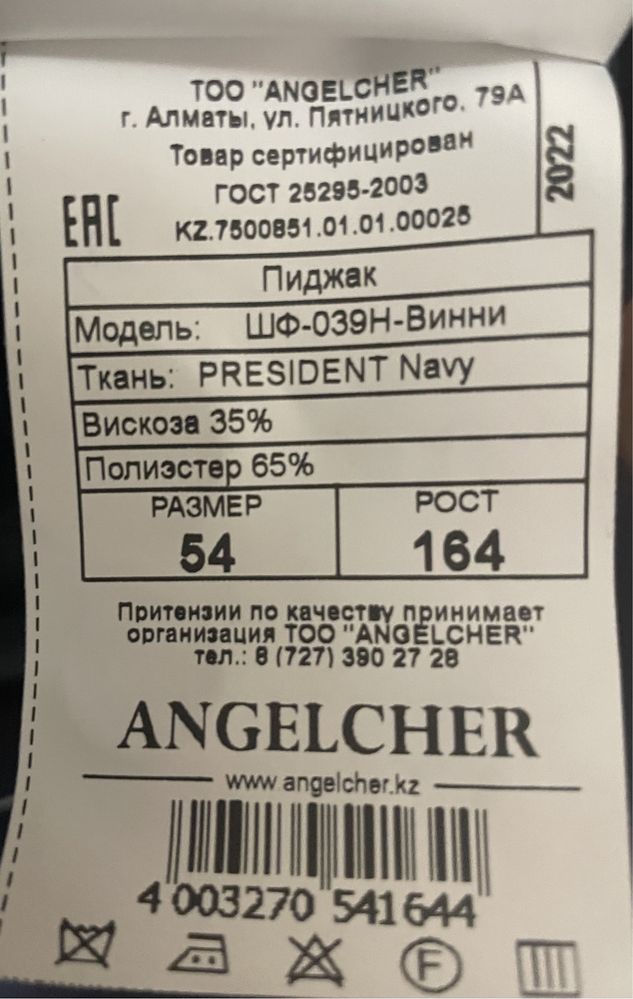 ТОО "ANGELCHER"
г. Алматы, ул. Пятницкого, 79А
Товар сертифицирован
ГОСТ 25295-2003
KZ.7500851.01.01.00025
EAC
2022
Пиджак
Модель: ШФ-039Н-Винни
Ткань: PRESIDENT Navy
Вискоза 35%
Полиэстер 65%
РАЗМЕР РОСТ
54 164
Притензии по качеству принимает
организация ТОО "ANGELCHER"
тел.: 8 (727) 390 27 28
ANGELCHER
www.angelcher.kz
4 003270 541644
F